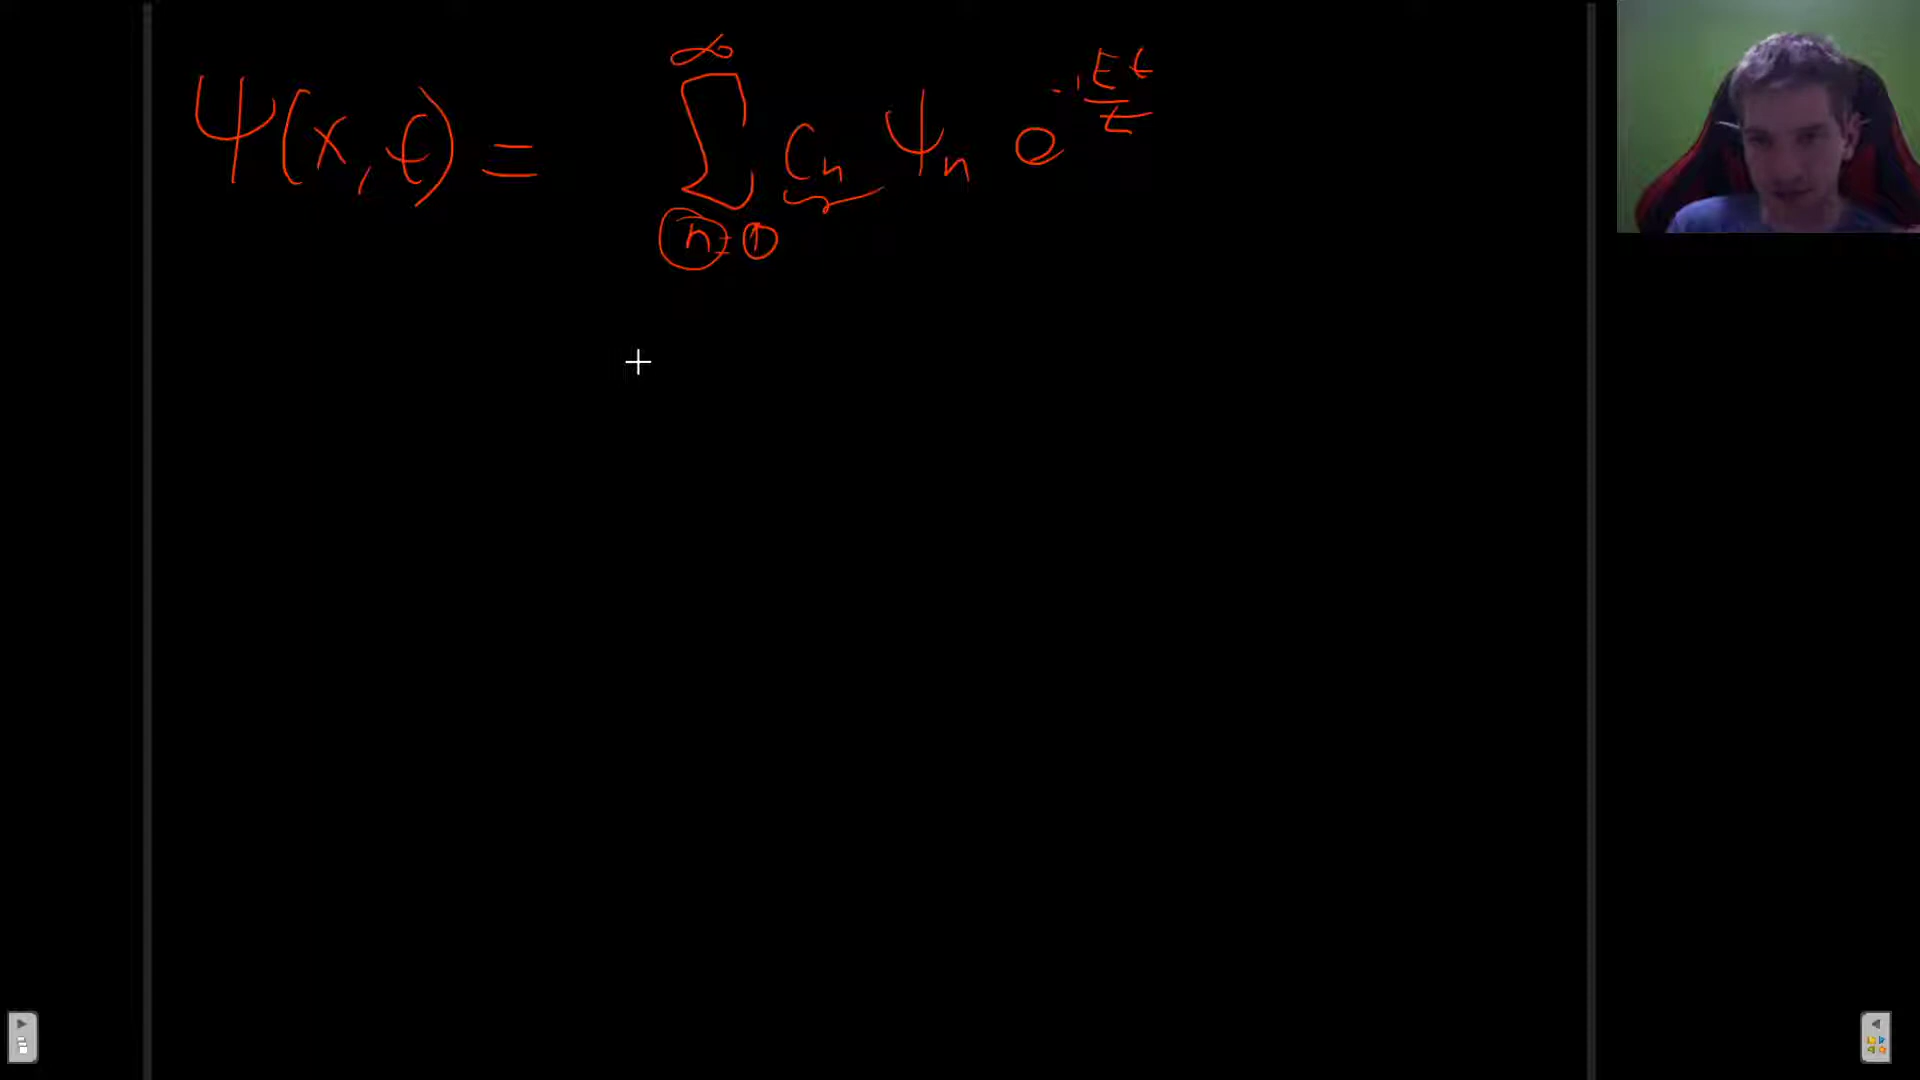 Ψ(x,t) = ∞∑n=1 Cn Ψn e^-iEt/ħ